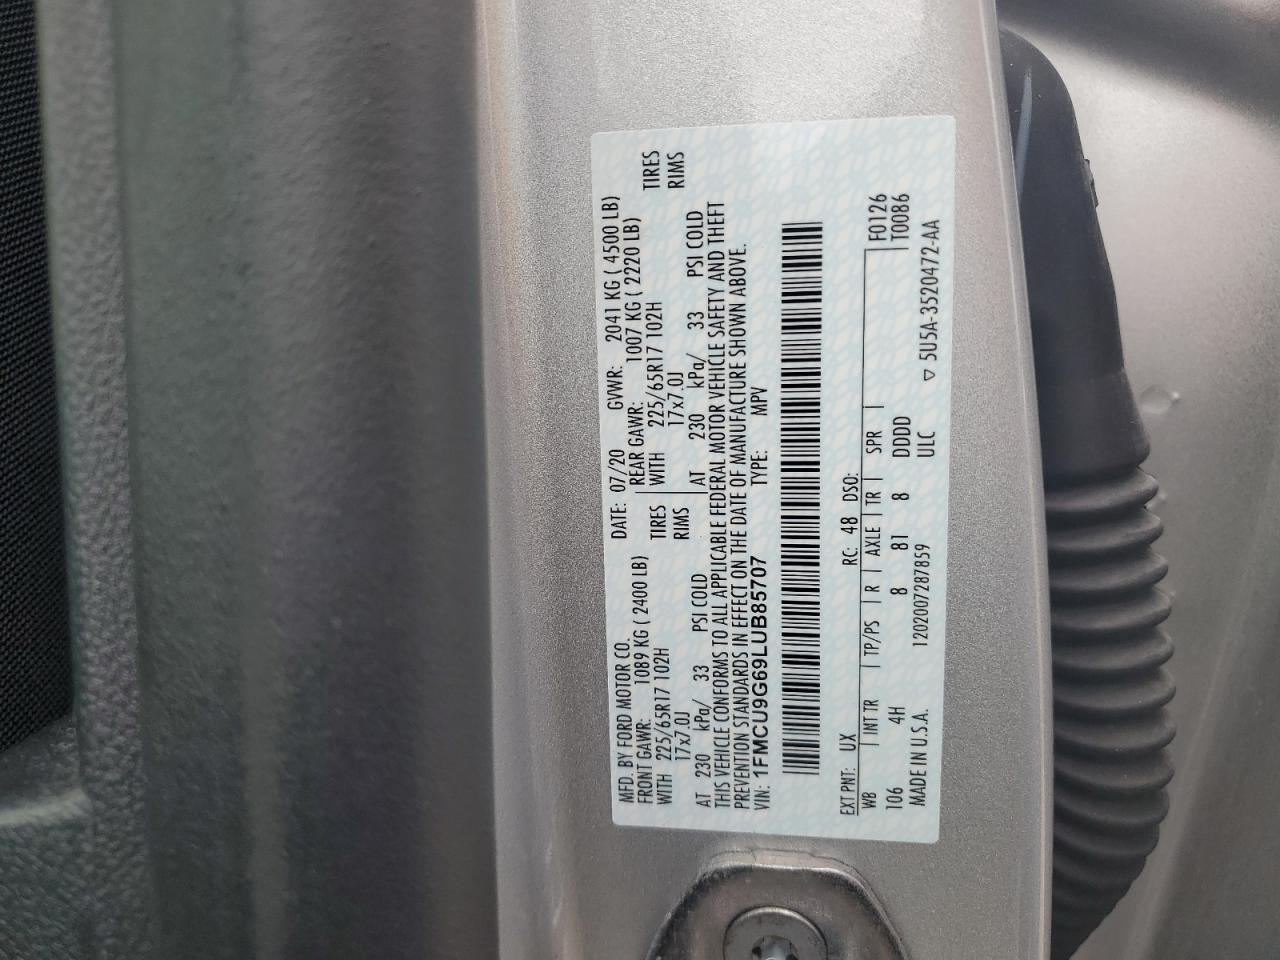 MFD. BY FORD MOTOR CO.
DATE: 07/20 GVWR: 2041 KG ( 4500 LB)
FRONT GAWR: 1089 KG ( 2400 LB) REAR GAWR: 1007 KG ( 2220 LB)
WITH 225/65R17 102H TIRES WITH 225/65R17 102H TIRES
17x7.0J RIMS 17x7.0J RIMS
AT 230 kPa/ 33 PSI COLD AT 230 kPa/ 33 PSI COLD
THIS VEHICLE CONFORMS TO ALL APPLICABLE FEDERAL MOTOR VEHICLE SAFETY AND THEFT
PREVENTION STANDARDS IN EFFECT ON THE DATE OF MANUFACTURE SHOWN ABOVE.
VIN: 1FMCU9G69LUB85707 TYPE: MPV
EXT PNT: UX RC: 48 DSO:
WB INT TR TP/PS R AXLE TR SPR F0126
106 4H 8 81 8 DDDD T0086
MADE IN U.S.A. 1202007287859 ULC ▽ 5U5A-3520472-AA